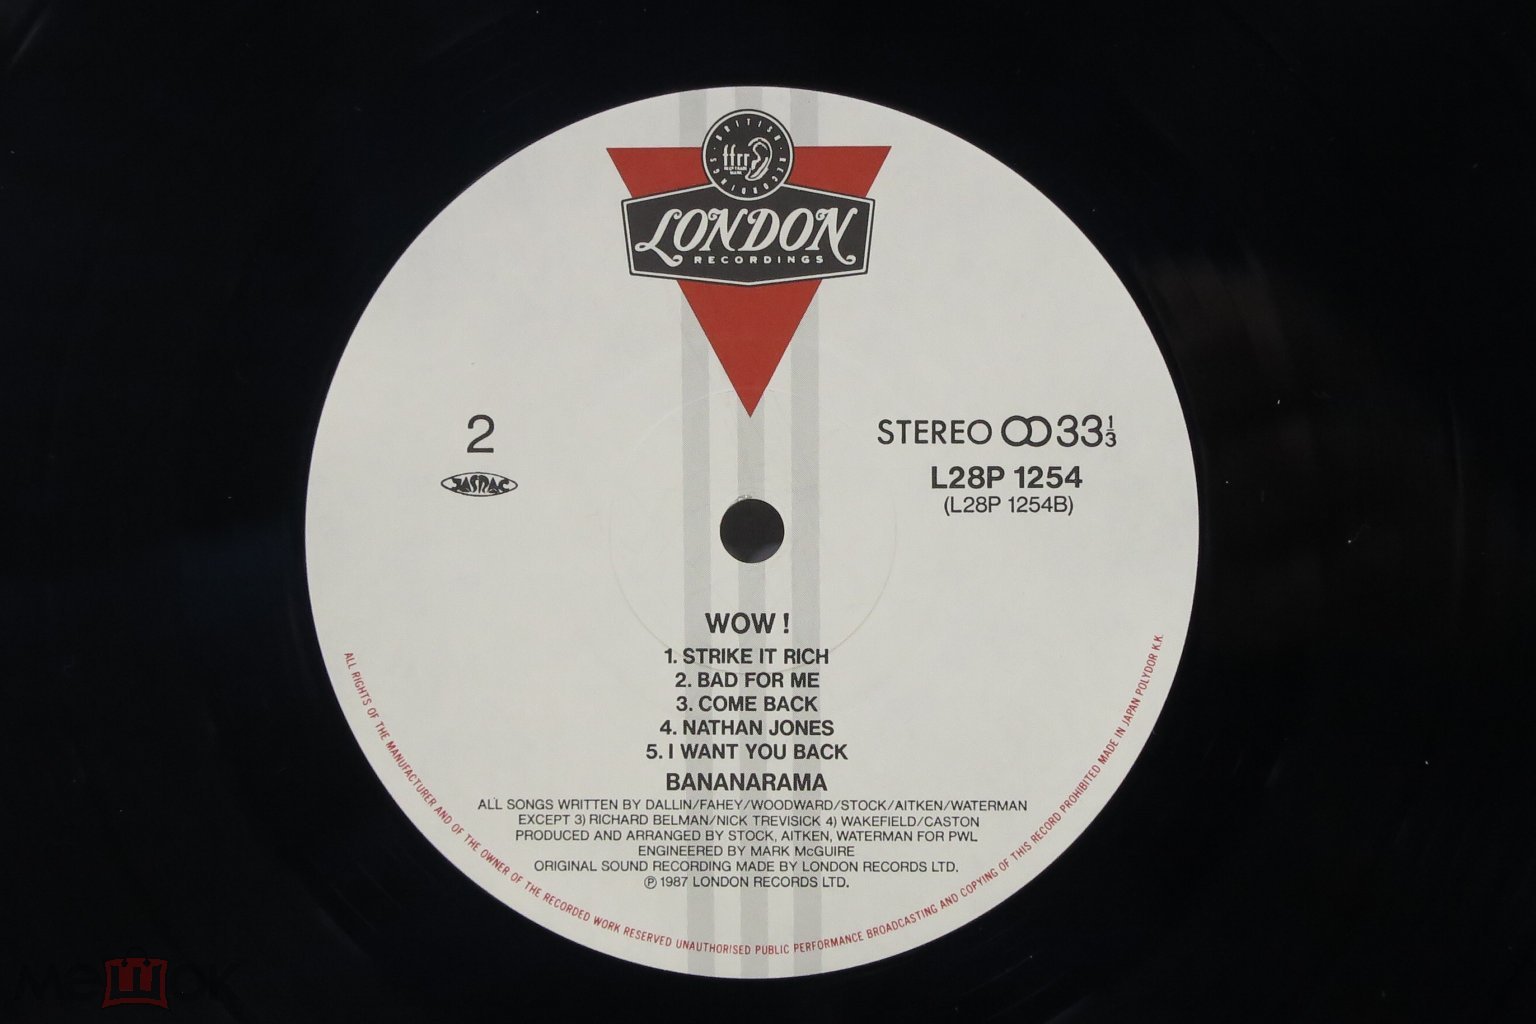 BRITISH · RECORDINGS
ffrr
LONDON
RECORDINGS
2
JASRAC
STEREO 33 1/3
L28P 1254
(L28P 1254B)
WOW !
1. STRIKE IT RICH
2. BAD FOR ME
3. COME BACK
4. NATHAN JONES
5. I WANT YOU BACK
BANANARAMA
ALL SONGS WRITTEN BY DALLIN/FAHEY/WOODWARD/STOCK/AITKEN/WATERMAN
EXCEPT 3) RICHARD BELMAN/NICK TREVISICK 4) WAKEFIELD/CASTON
PRODUCED AND ARRANGED BY STOCK, AITKEN, WATERMAN FOR PWL
ENGINEERED BY MARK McGUIRE
ORIGINAL SOUND RECORDING MADE BY LONDON RECORDS LTD.
℗ 1987 LONDON RECORDS LTD.
ALL RIGHTS OF THE MANUFACTURER AND OF THE OWNER OF THE RECORDED WORK RESERVED UNAUTHORISED PUBLIC PERFORMANCE BROADCASTING AND COPYING OF THIS RECORD PROHIBITED MADE IN JAPAN POLYDOR K.K.
мешок